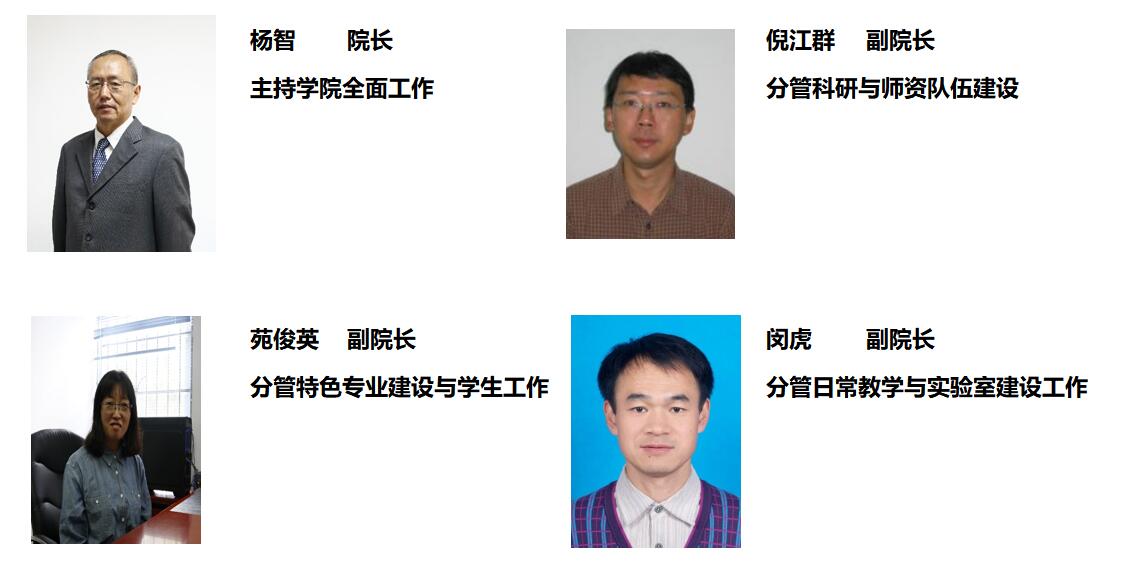 杨智 院长
主持学院全面工作
倪江群 副院长
分管科研与师资队伍建设
苑俊英 副院长
分管特色专业建设与学生工作
闵虎 副院长
分管日常教学与实验室建设工作